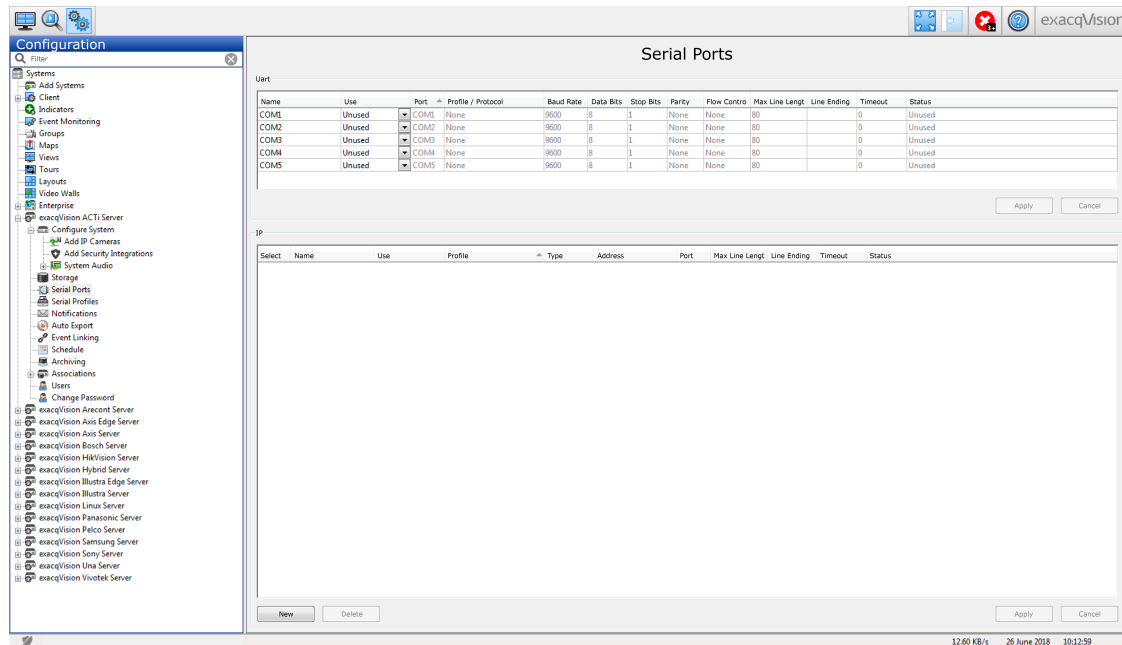 exacqVision
3+
Configuration
Filter
Systems
Add Systems
Client
Indicators
Event Monitoring
Groups
Maps
Views
Tours
Layouts
Video Walls
Enterprise
exacqVision ACTi Server
Configure System
Add IP Cameras
Add Security Integrations
System Audio
Storage
Serial Ports
Serial Profiles
Notifications
Auto Export
Event Linking
Schedule
Archiving
Associations
Users
Change Password
exacqVision Arecont Server
exacqVision Axis Edge Server
exacqVision Axis Server
exacqVision Bosch Server
exacqVision HikVision Server
exacqVision Hybrid Server
exacqVision Illustra Edge Server
exacqVision Illustra Server
exacqVision Linux Server
exacqVision Panasonic Server
exacqVision Pelco Server
exacqVision Samsung Server
exacqVision Sony Server
exacqVision Una Server
exacqVision Vivotek Server
Serial Ports
Uart
Name Use Port Profile / Protocol Baud Rate Data Bits Stop Bits Parity Flow Contro Max Line Lengt Line Ending Timeout Status
COM1 Unused COM1 None 9600 8 1 None None 80 0 Unused
COM2 Unused COM2 None 9600 8 1 None None 80 0 Unused
COM3 Unused COM3 None 9600 8 1 None None 80 0 Unused
COM4 Unused COM4 None 9600 8 1 None None 80 0 Unused
COM5 Unused COM5 None 9600 8 1 None None 80 0 Unused
Apply Cancel
IP
Select Name Use Profile Type Address Port Max Line Lengt Line Ending Timeout Status
New Delete Apply Cancel
12.60 KB/s 26 June 2018 10:12:59